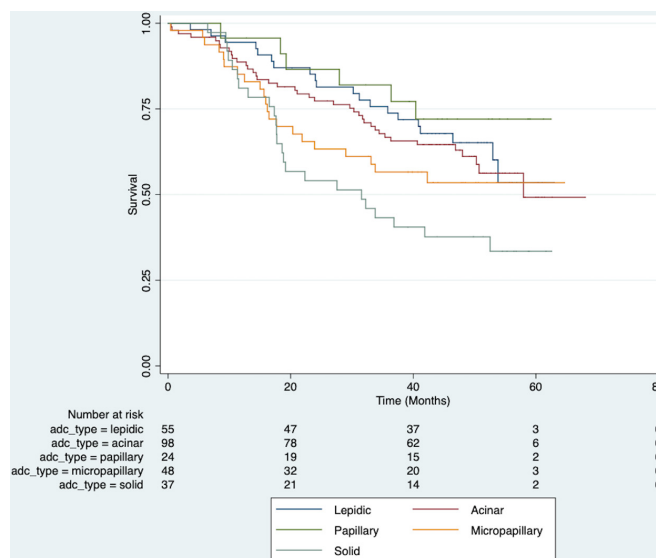 1.00
0.75
0.50
0.25
0.00
Survival
0 20 40 60 8
Time (Months)
Number at risk
adc_type = lepidic 55 47 37 3
adc_type = acinar 98 78 62 6
adc_type = papillary 24 19 15 2
adc_type = micropapillary 48 32 20 3
adc_type = solid 37 21 14 2
Lepidic Acinar
Papillary Micropapillary
Solid